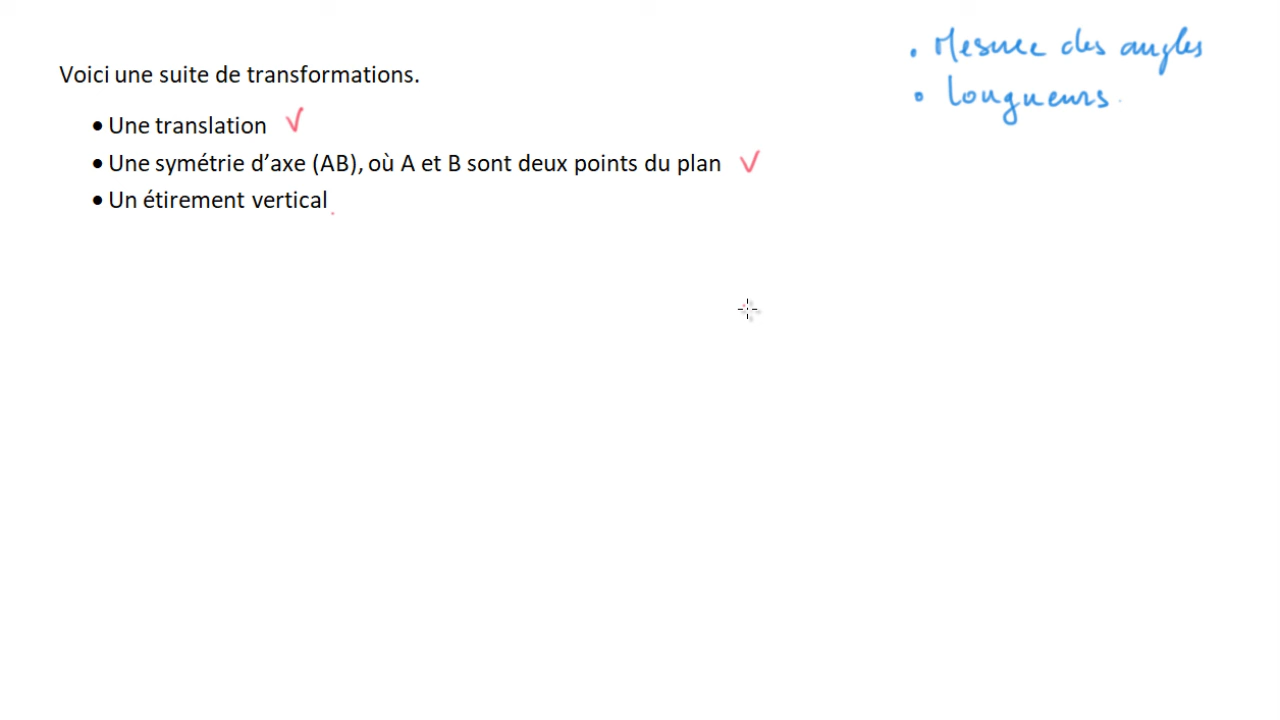 • Mesure des angles
• Longueurs
Voici une suite de transformations.
• Une translation ✓
• Une symétrie d’axe (AB), où A et B sont deux points du plan ✓
• Un étirement vertical